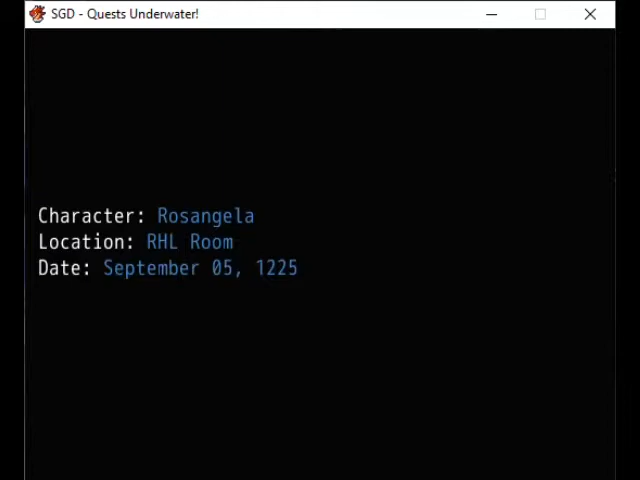 SGD - Quests Underwater!
Character: Rosangela
Location: RHL Room
Date: September 05, 1225